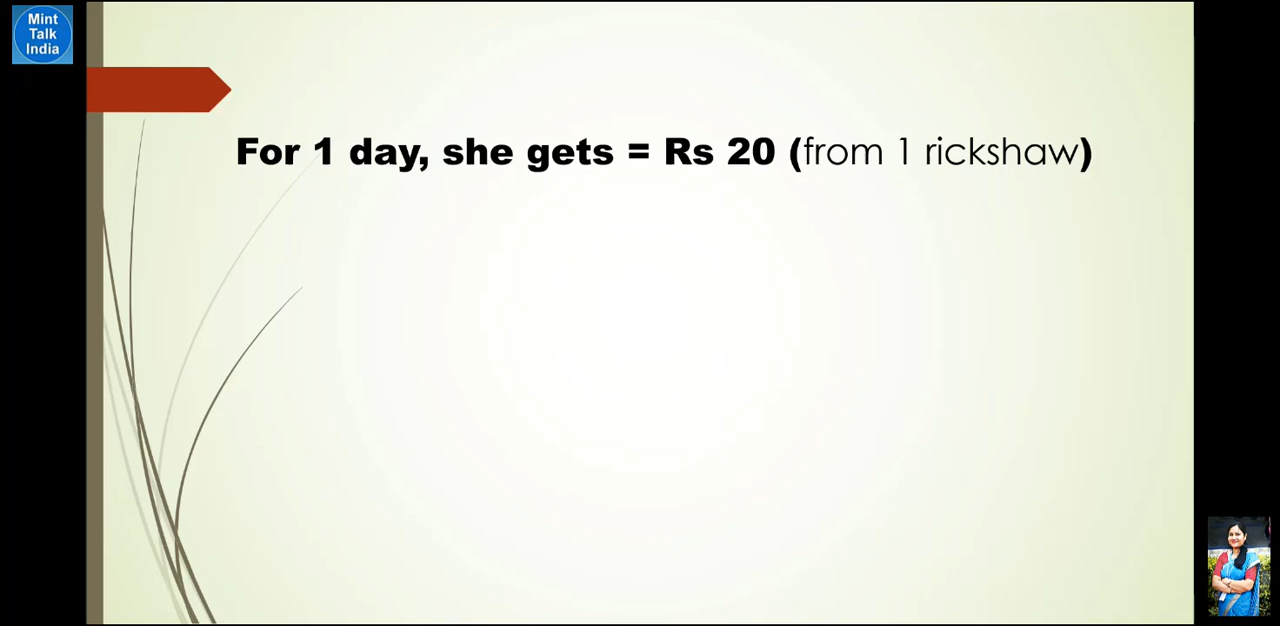 Mint
Talk
India
For 1 day, she gets = Rs 20 (from 1 rickshaw)